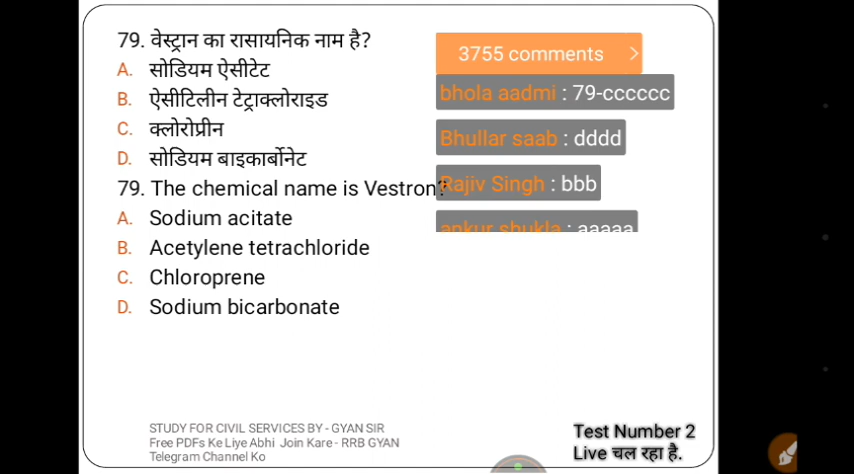 79. वेस्ट्रान का रासायनिक नाम है?
A. सोडियम ऐसीटेट
B. ऐसीटिलीन टेट्राक्लोराइड
C. क्लोरोप्रीन
D. सोडियम बाइकार्बोनेट
79. The chemical name is Vestron?
A. Sodium acitate
B. Acetylene tetrachloride
C. Chloroprene
D. Sodium bicarbonate
3755 comments >
bhola aadmi : 79-cccccc
Bhullar saab : dddd
Rajiv Singh : bbb
ankur shukla : aaaaa
STUDY FOR CIVIL SERVICES BY - GYAN SIR
Free PDFs Ke Liye Abhi Join Kare - RRB GYAN
Telegram Channel Ko
Test Number 2
Live चल रहा है.